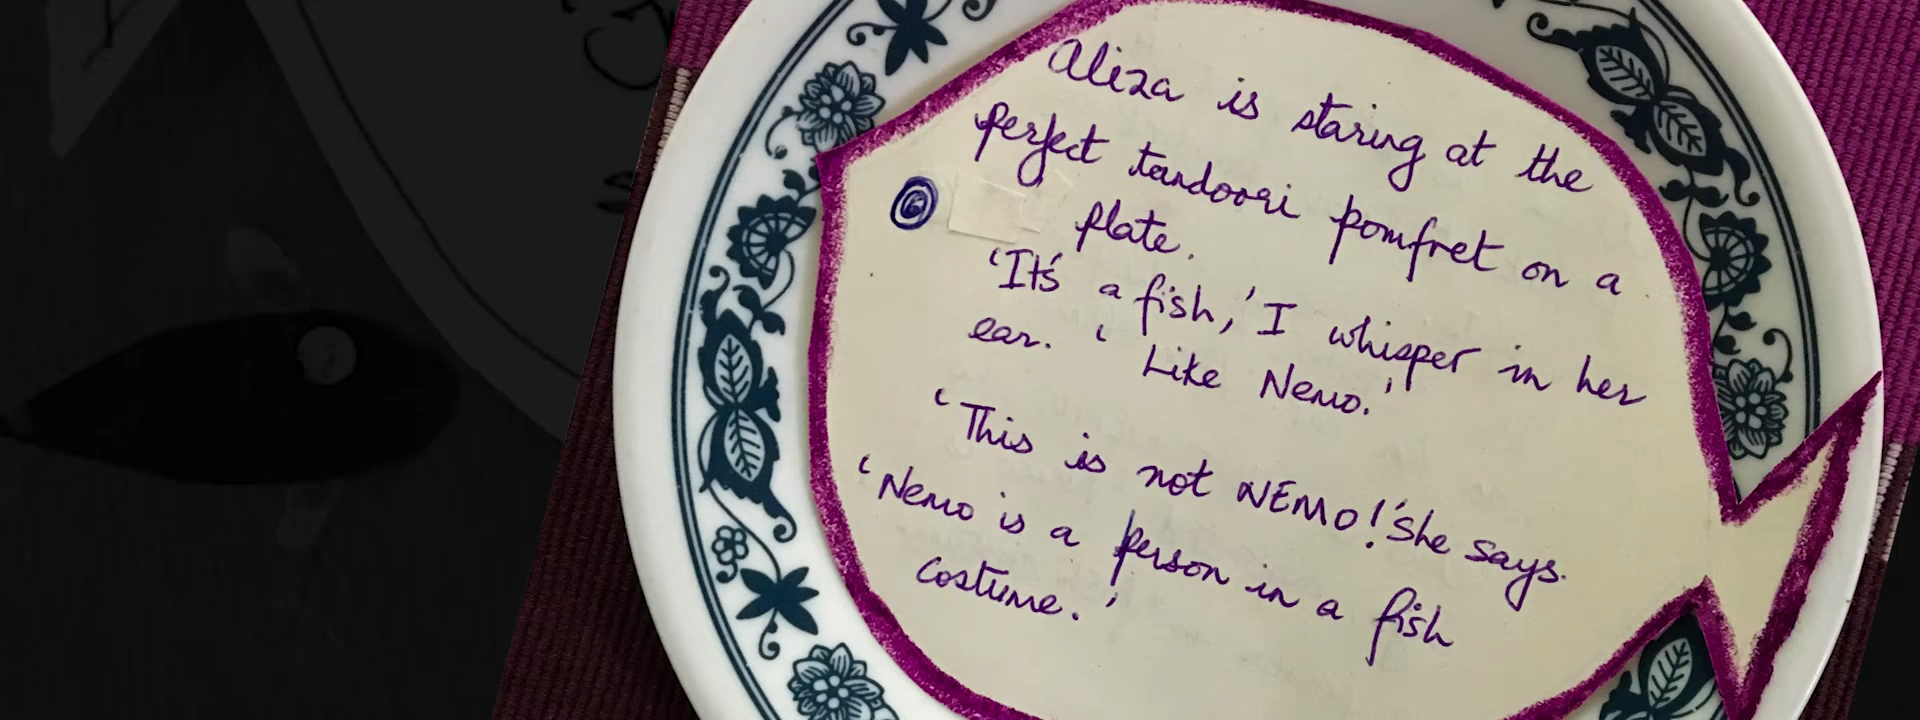 Aliza is staring at the
perfect tandoori pomfret on a
plate.
'It's a fish,' I whisper in her
ear. 'Like Nemo.'
'This is not NEMO!' She says.
'Nemo is a person in a fish
costume.'